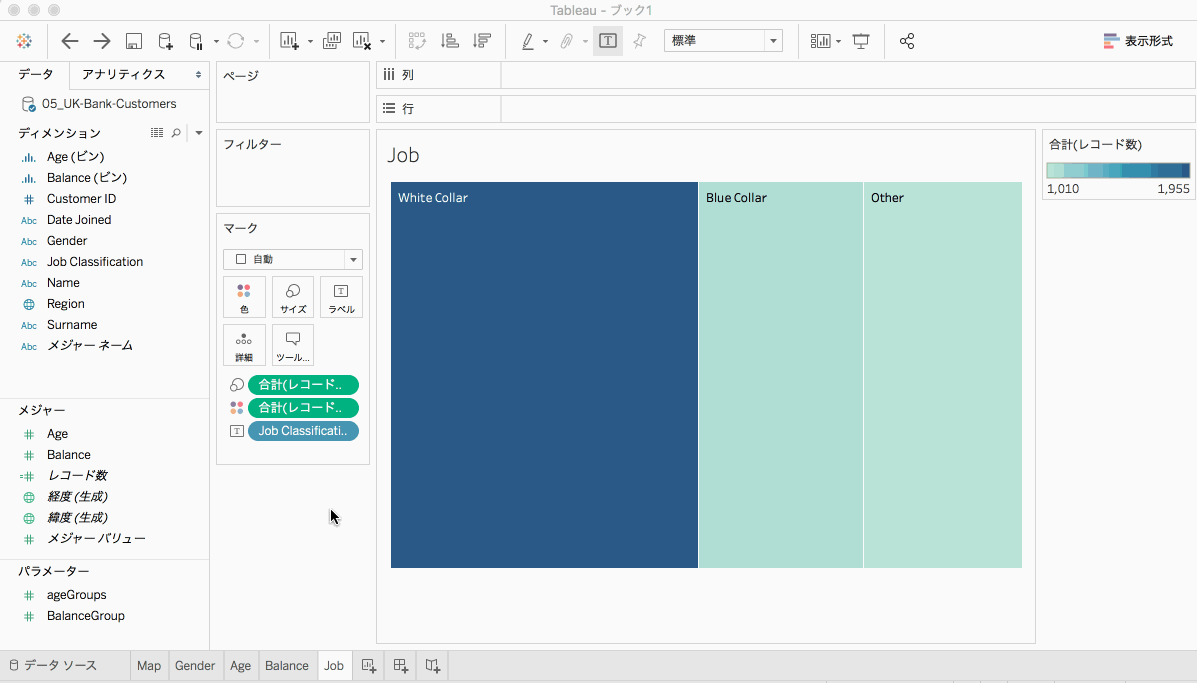 Tableau - ブック1
標準
表示形式
データ
アナリティクス
05_UK-Bank-Customers
ディメンション
Age (ビン)
Balance (ビン)
Customer ID
Abc Date Joined
Abc Gender
Abc Job Classification
Abc Name
Region
Abc Surname
Abc メジャー ネーム
メジャー
Age
Balance
レコード数
経度 (生成)
緯度 (生成)
メジャー バリュー
パラメーター
ageGroups
BalanceGroup
ページ
フィルター
マーク
自動
色
サイズ
ラベル
詳細
ツール...
合計(レコード..
合計(レコード..
Job Classificati..
列
行
Job
White Collar
Blue Collar
Other
合計(レコード数)
1,010
1,955
データ ソース
Map
Gender
Age
Balance
Job